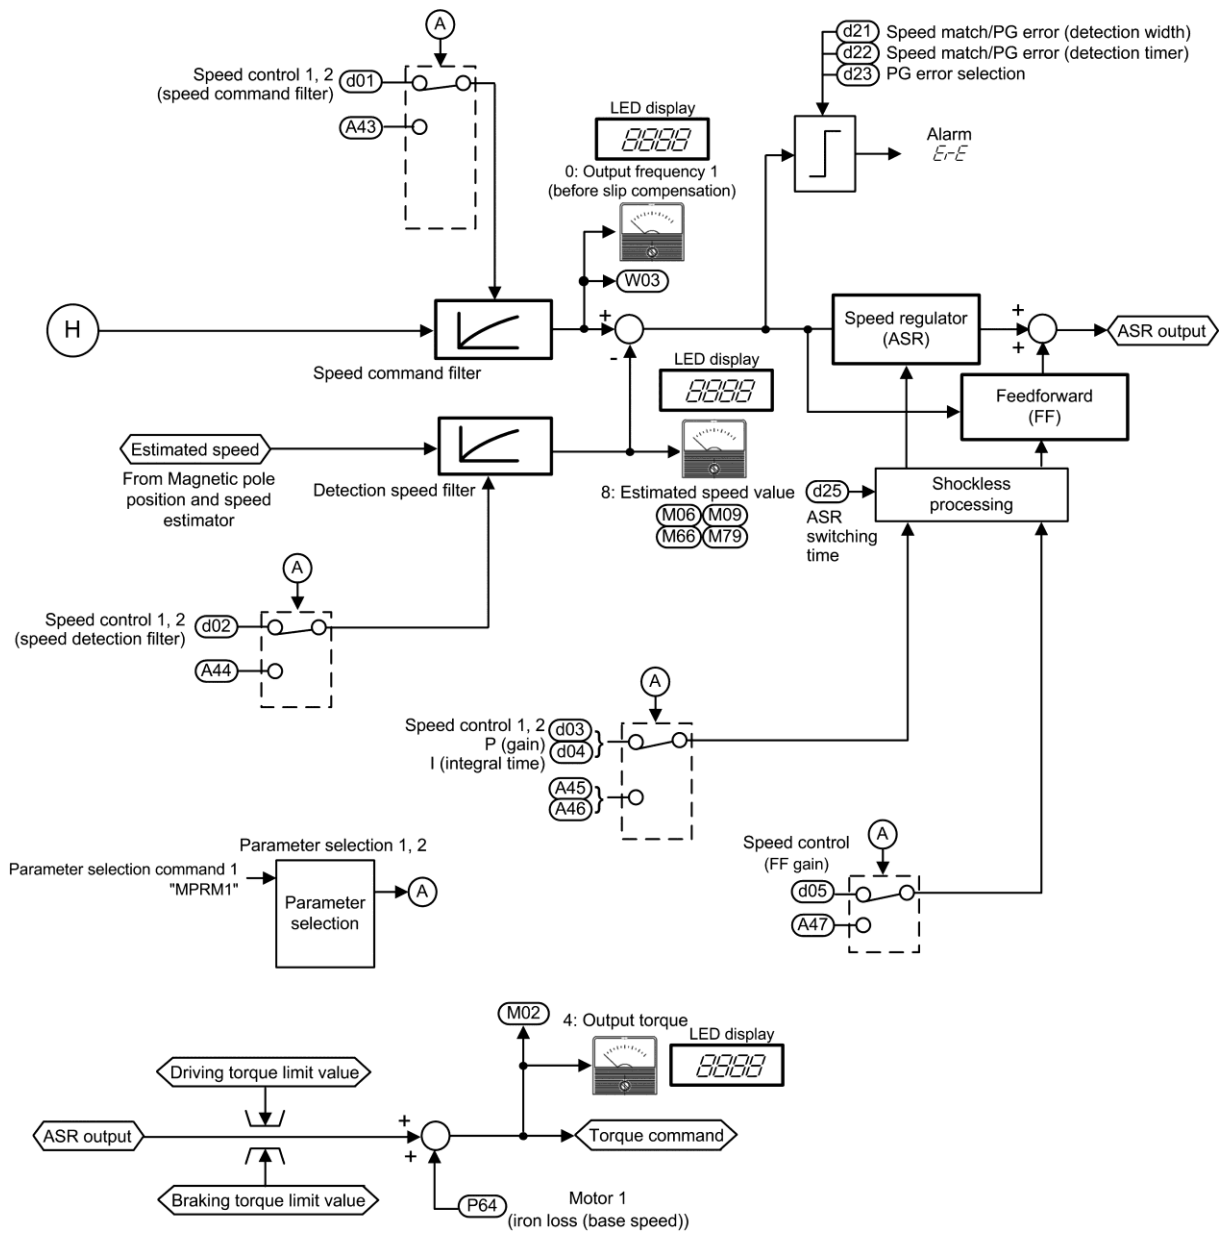 A
d21 Speed match/PG error (detection width)
d22 Speed match/PG error (detection timer)
d23 PG error selection
Speed control 1, 2
(speed command filter)
d01
A43
LED display
8888
0: Output frequency 1
(before slip compensation)
Alarm
Er-E
W03
H
Speed command filter
+
-
Speed regulator
(ASR)
+
+
ASR output
LED display
8888
Feedforward
(FF)
Estimated speed
From Magnetic pole
position and speed
estimator
Detection speed filter
8: Estimated speed value
M06 M09
M66 M79
d25
ASR
switching
time
Shockless
processing
A
Speed control 1, 2
(speed detection filter)
d02
A44
A
Speed control 1, 2
P (gain)
I (integral time)
d03
d04
A45
A46
A
Speed control
(FF gain)
d05
A47
Parameter selection 1, 2
Parameter selection command 1
"MPRM1"
Parameter
selection
A
M02
4: Output torque
LED display
8888
Driving torque limit value
ASR output
+
+
Torque command
Braking torque limit value
P64
Motor 1
(iron loss (base speed))